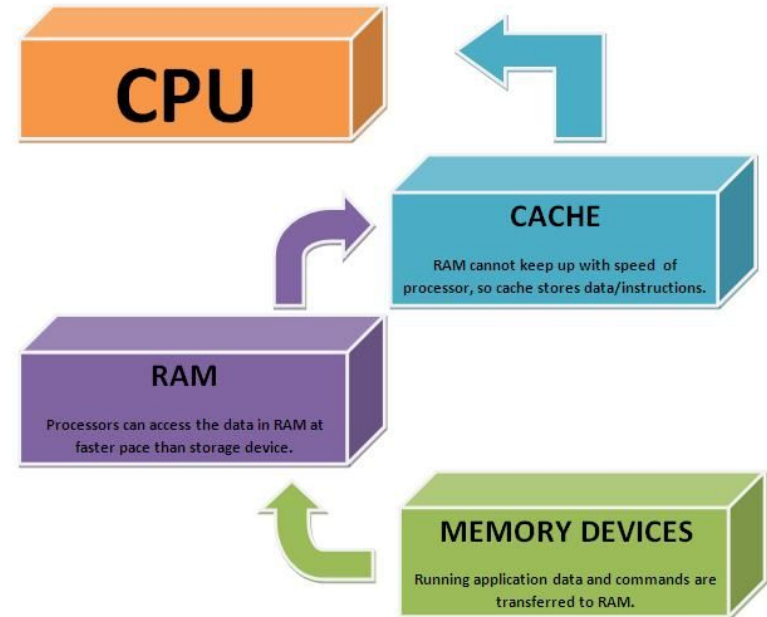 CPU
CACHE
RAM cannot keep up with speed of
processor, so cache stores data/instructions.
RAM
Processors can access the data in RAM at
faster pace than storage device.
MEMORY DEVICES
Running application data and commands are
transferred to RAM.